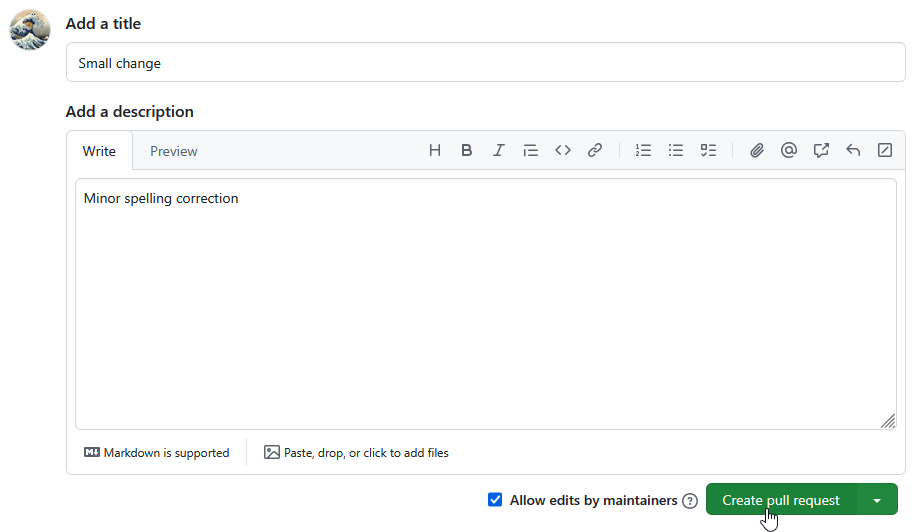 Add a title
Small change
Add a description
Write Preview
Minor spelling correction
Markdown is supported Paste, drop, or click to add files
Allow edits by maintainers Create pull request